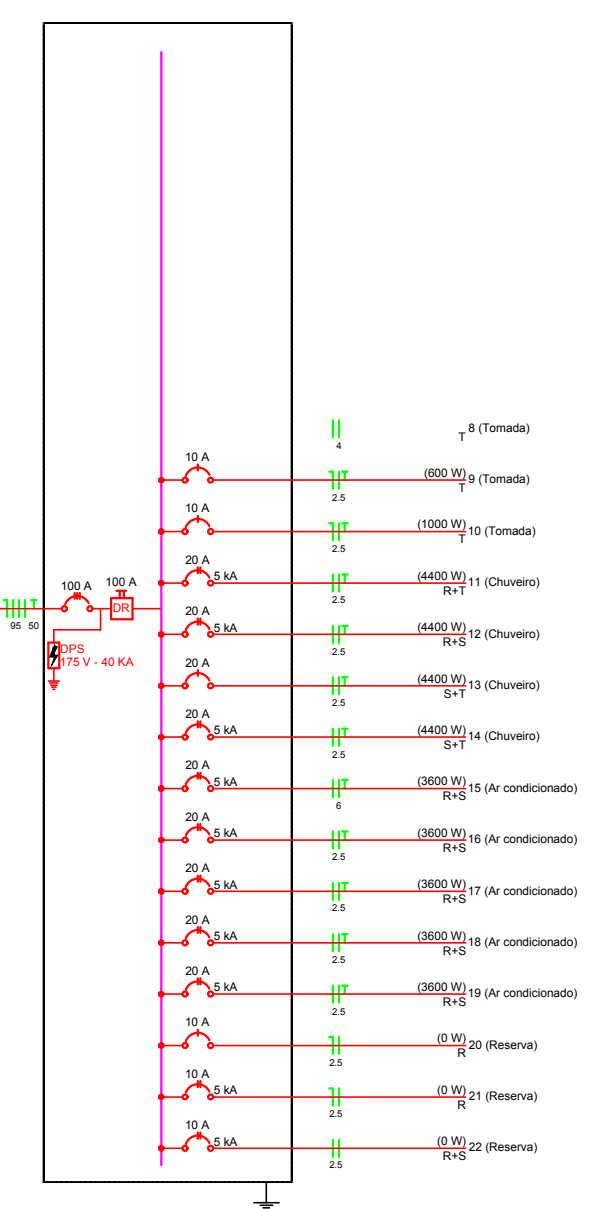 8 (Tomada)
4
T
10 A
(600 W)
9 (Tomada)
2.5
T
10 A
(1000 W)
10 (Tomada)
2.5
T
20 A
5 kA
(4400 W)
11 (Chuveiro)
2.5
R+T
100 A
100 A
DR
95 50
DPS
175 V - 40 KA
20 A
5 kA
(4400 W)
12 (Chuveiro)
2.5
R+S
20 A
(4400 W)
13 (Chuveiro)
2.5
S+T
20 A
5 kA
(4400 W)
14 (Chuveiro)
2.5
S+T
20 A
5 kA
(3600 W)
15 (Ar condicionado)
6
R+S
20 A
5 kA
(3600 W)
16 (Ar condicionado)
2.5
R+S
20 A
5 kA
(3600 W)
17 (Ar condicionado)
2.5
R+S
20 A
5 kA
(3600 W)
18 (Ar condicionado)
2.5
R+S
20 A
5 kA
(3600 W)
19 (Ar condicionado)
2.5
R+S
10 A
(0 W)
20 (Reserva)
2.5
R
10 A
5 kA
(0 W)
21 (Reserva)
2.5
R
10 A
5 kA
(0 W)
22 (Reserva)
2.5
R+S